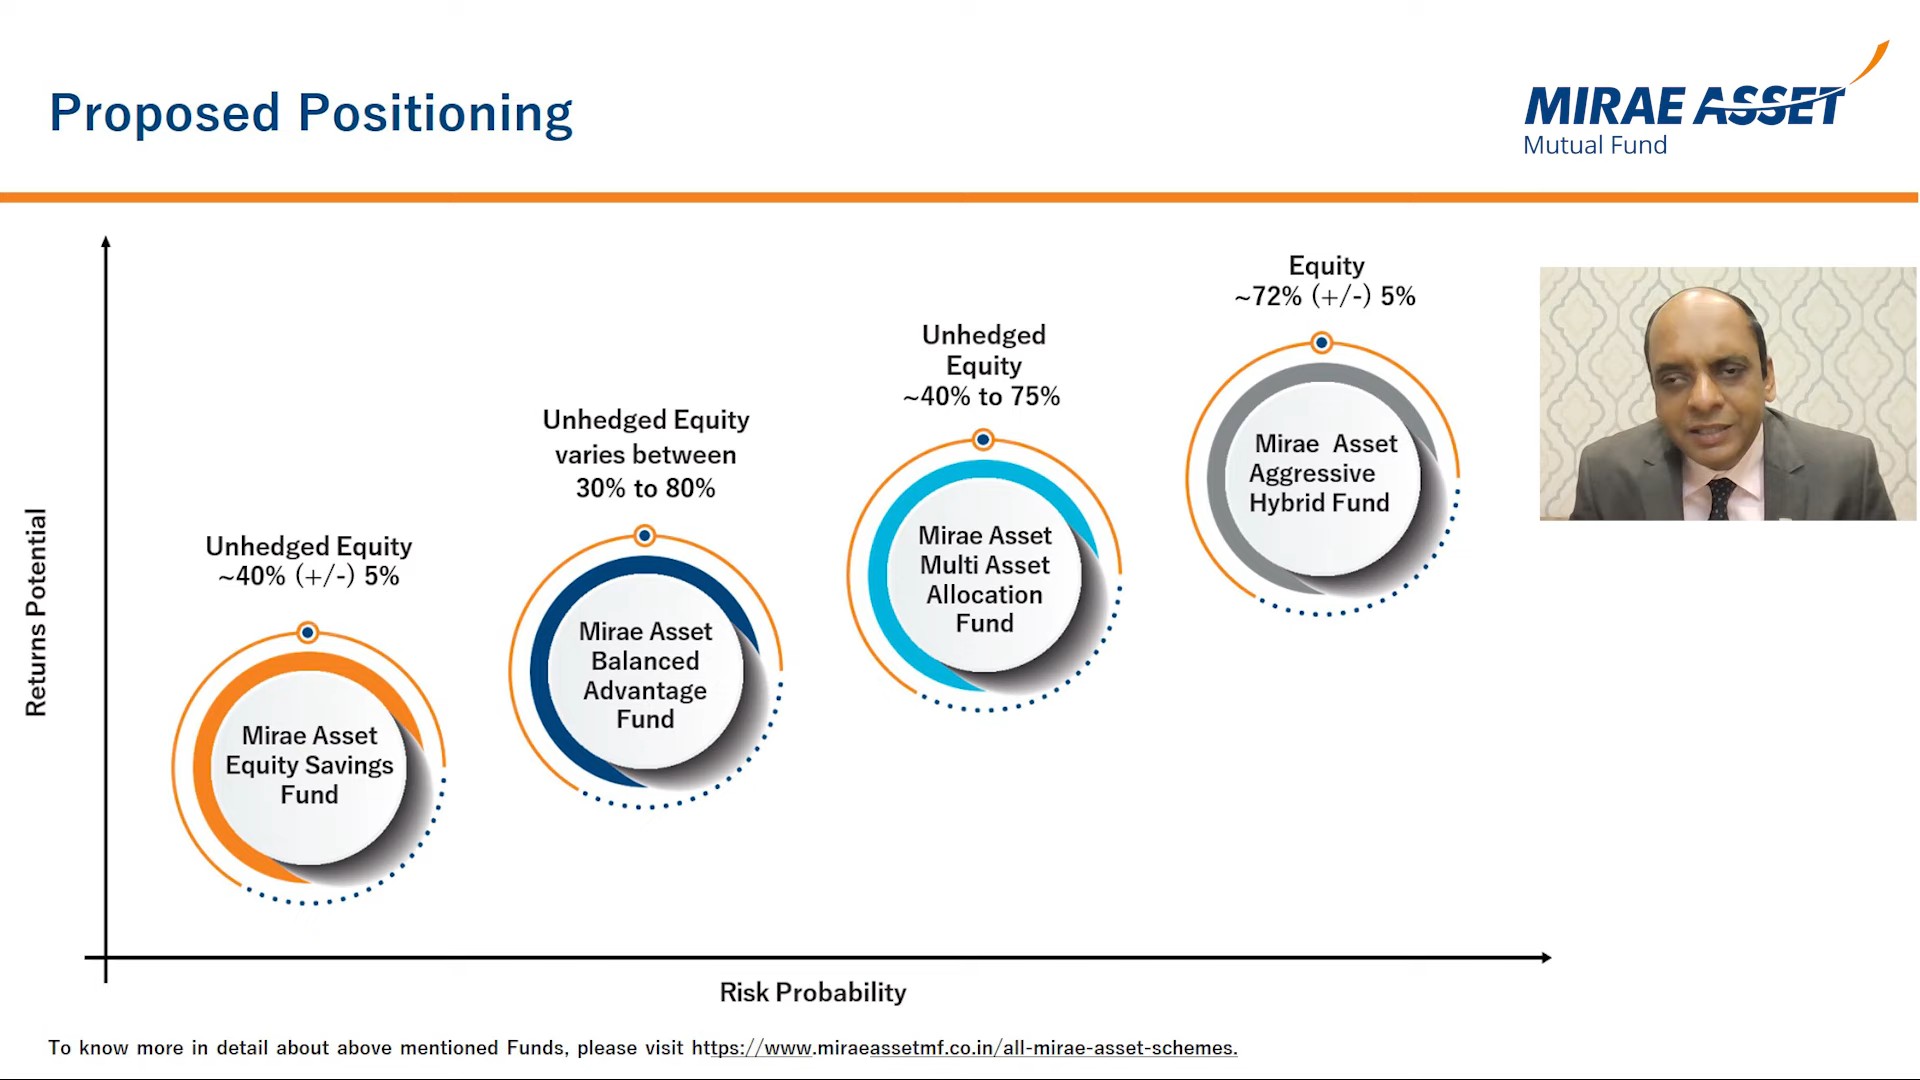 Proposed Positioning
MIRAE ASSET
Mutual Fund
Returns Potential
Unhedged Equity
~40% (+/-) 5%
Mirae Asset
Equity Savings
Fund
Unhedged Equity
varies between
30% to 80%
Mirae Asset
Balanced
Advantage
Fund
Unhedged
Equity
~40% to 75%
Mirae Asset
Multi Asset
Allocation
Fund
Equity
~72% (+/-) 5%
Mirae Asset
Aggressive
Hybrid Fund
Risk Probability
To know more in detail about above mentioned Funds, please visit https://www.miraeassetmf.co.in/all-mirae-asset-schemes.